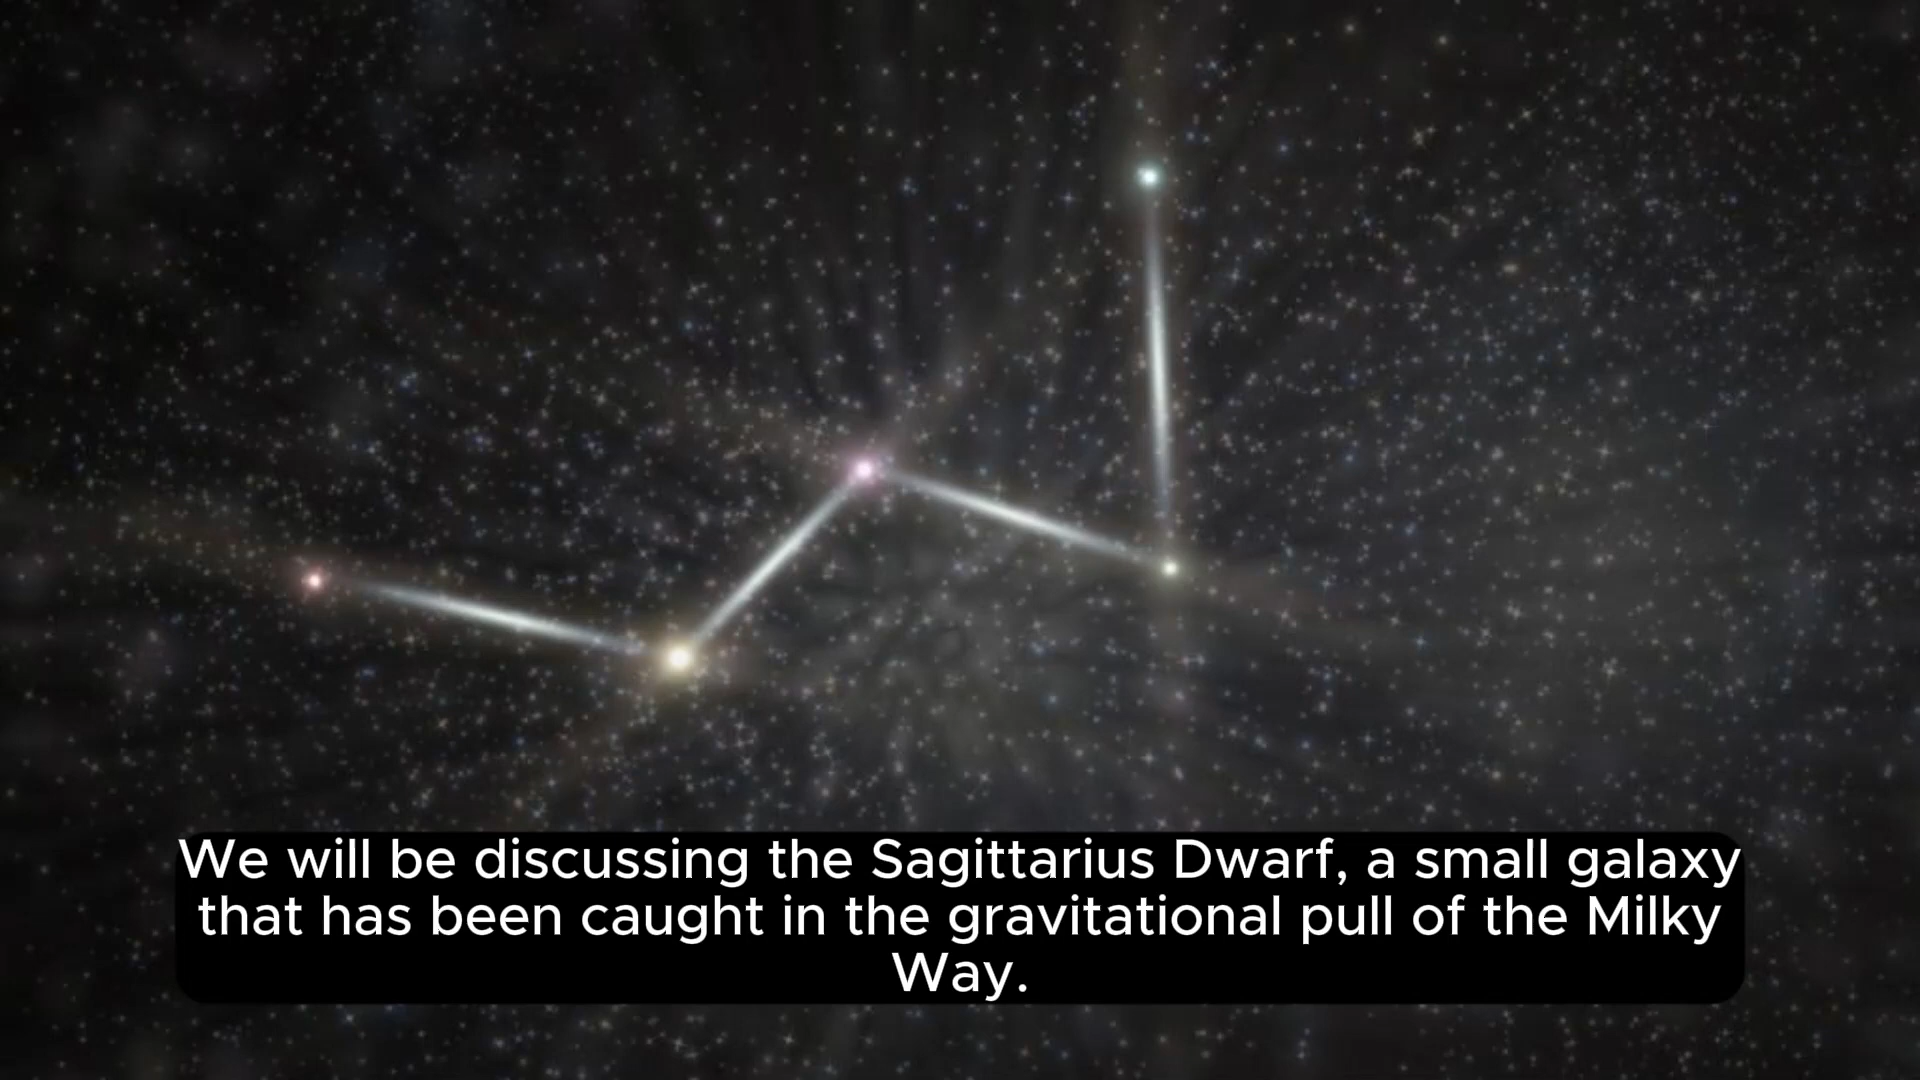 We will be discussing the Sagittarius Dwarf, a small galaxy
that has been caught in the gravitational pull of the Milky
Way.